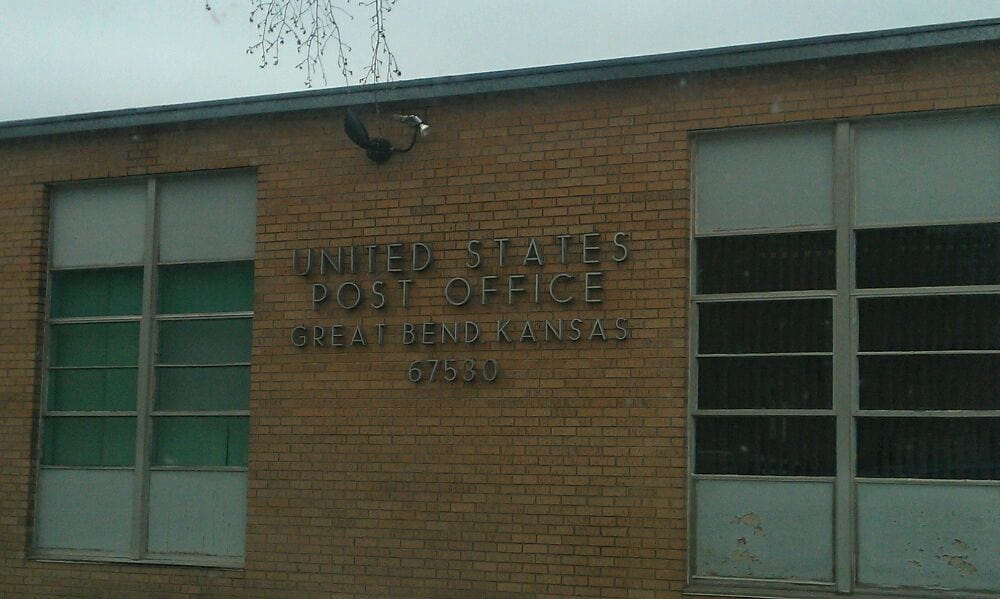 UNITED STATES
POST OFFICE
GREAT BEND KANSAS
67530